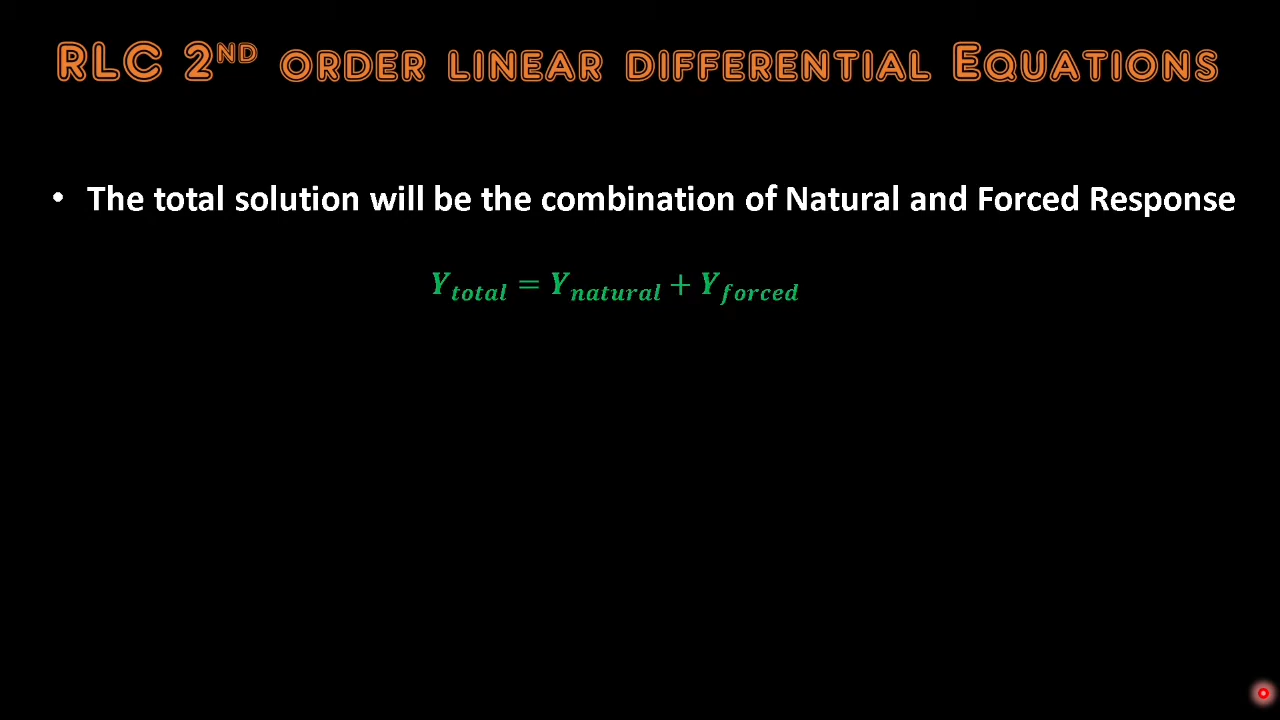 RLC 2ND ORDER LINEAR DIFFERENTIAL EQUATIONS
• The total solution will be the combination of Natural and Forced Response
Y_total = Y_natural + Y_forced